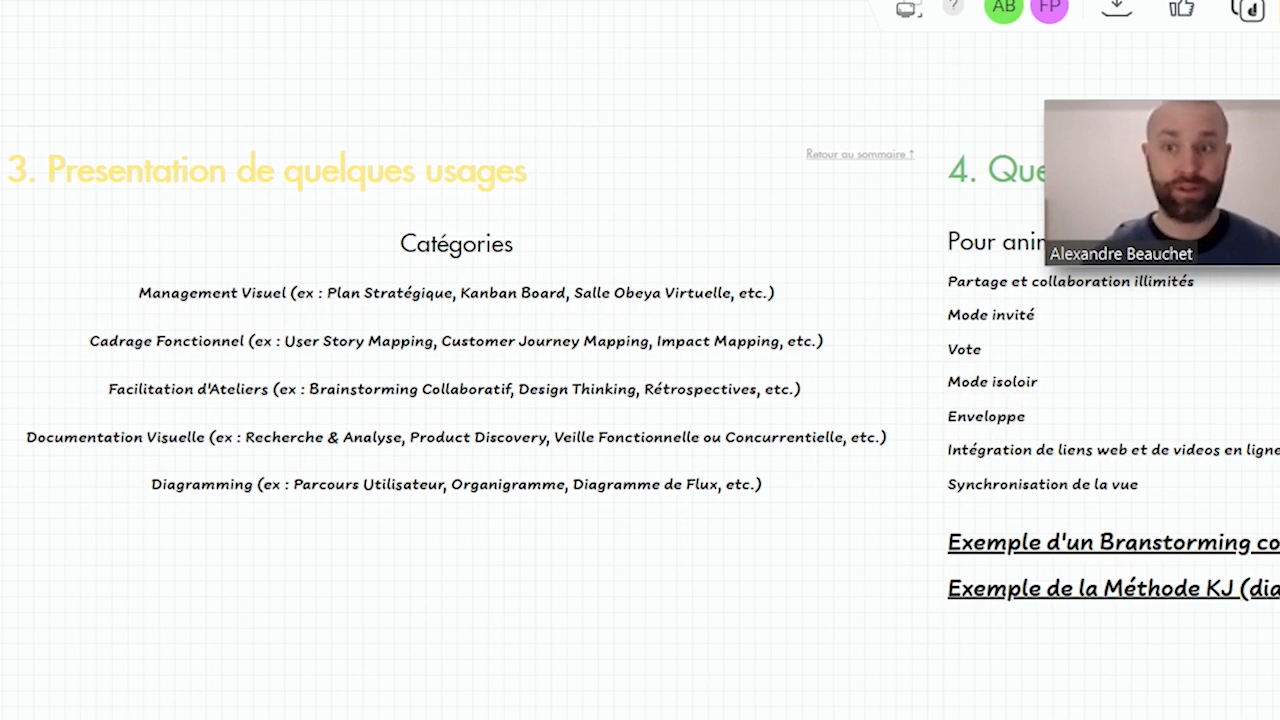 ?
AB
FP
d
3. Presentation de quelques usages
Retour au sommaire ↑
Catégories
Management Visuel (ex : Plan Stratégique, Kanban Board, Salle Obeya Virtuelle, etc.)
Cadrage Fonctionnel (ex : User Story Mapping, Customer Journey Mapping, Impact Mapping, etc.)
Facilitation d'Ateliers (ex : Brainstorming Collaboratif, Design Thinking, Rétrospectives, etc.)
Documentation Visuelle (ex : Recherche & Analyse, Product Discovery, Veille Fonctionnelle ou Concurrentielle, etc.)
Diagramming (ex : Parcours Utilisateur, Organigramme, Diagramme de Flux, etc.)
4. Que
Pour anir
Alexandre Beauchet
Partage et collaboration illimités
Mode invité
Vote
Mode isoloir
Enveloppe
Intégration de liens web et de videos en ligne
Synchronisation de la vue
Exemple d'un Branstorming co
Exemple de la Méthode KJ (dia